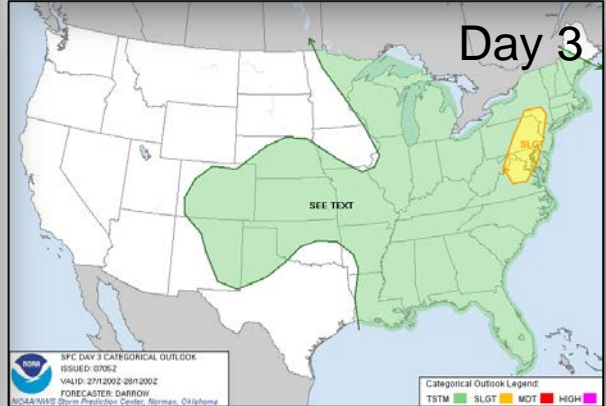 Day 3
SLGT
SEE TEXT
NOAA
SPC DAY 3 CATEGORICAL OUTLOOK
ISSUED: 0705Z
VALID: 27/1200Z-28/1200Z
FORECASTER: DARROW
NOAA/NWS Storm Prediction Center, Norman, Oklahoma
Categorical Outlook Legend:
TSTM SLGT MDT HIGH